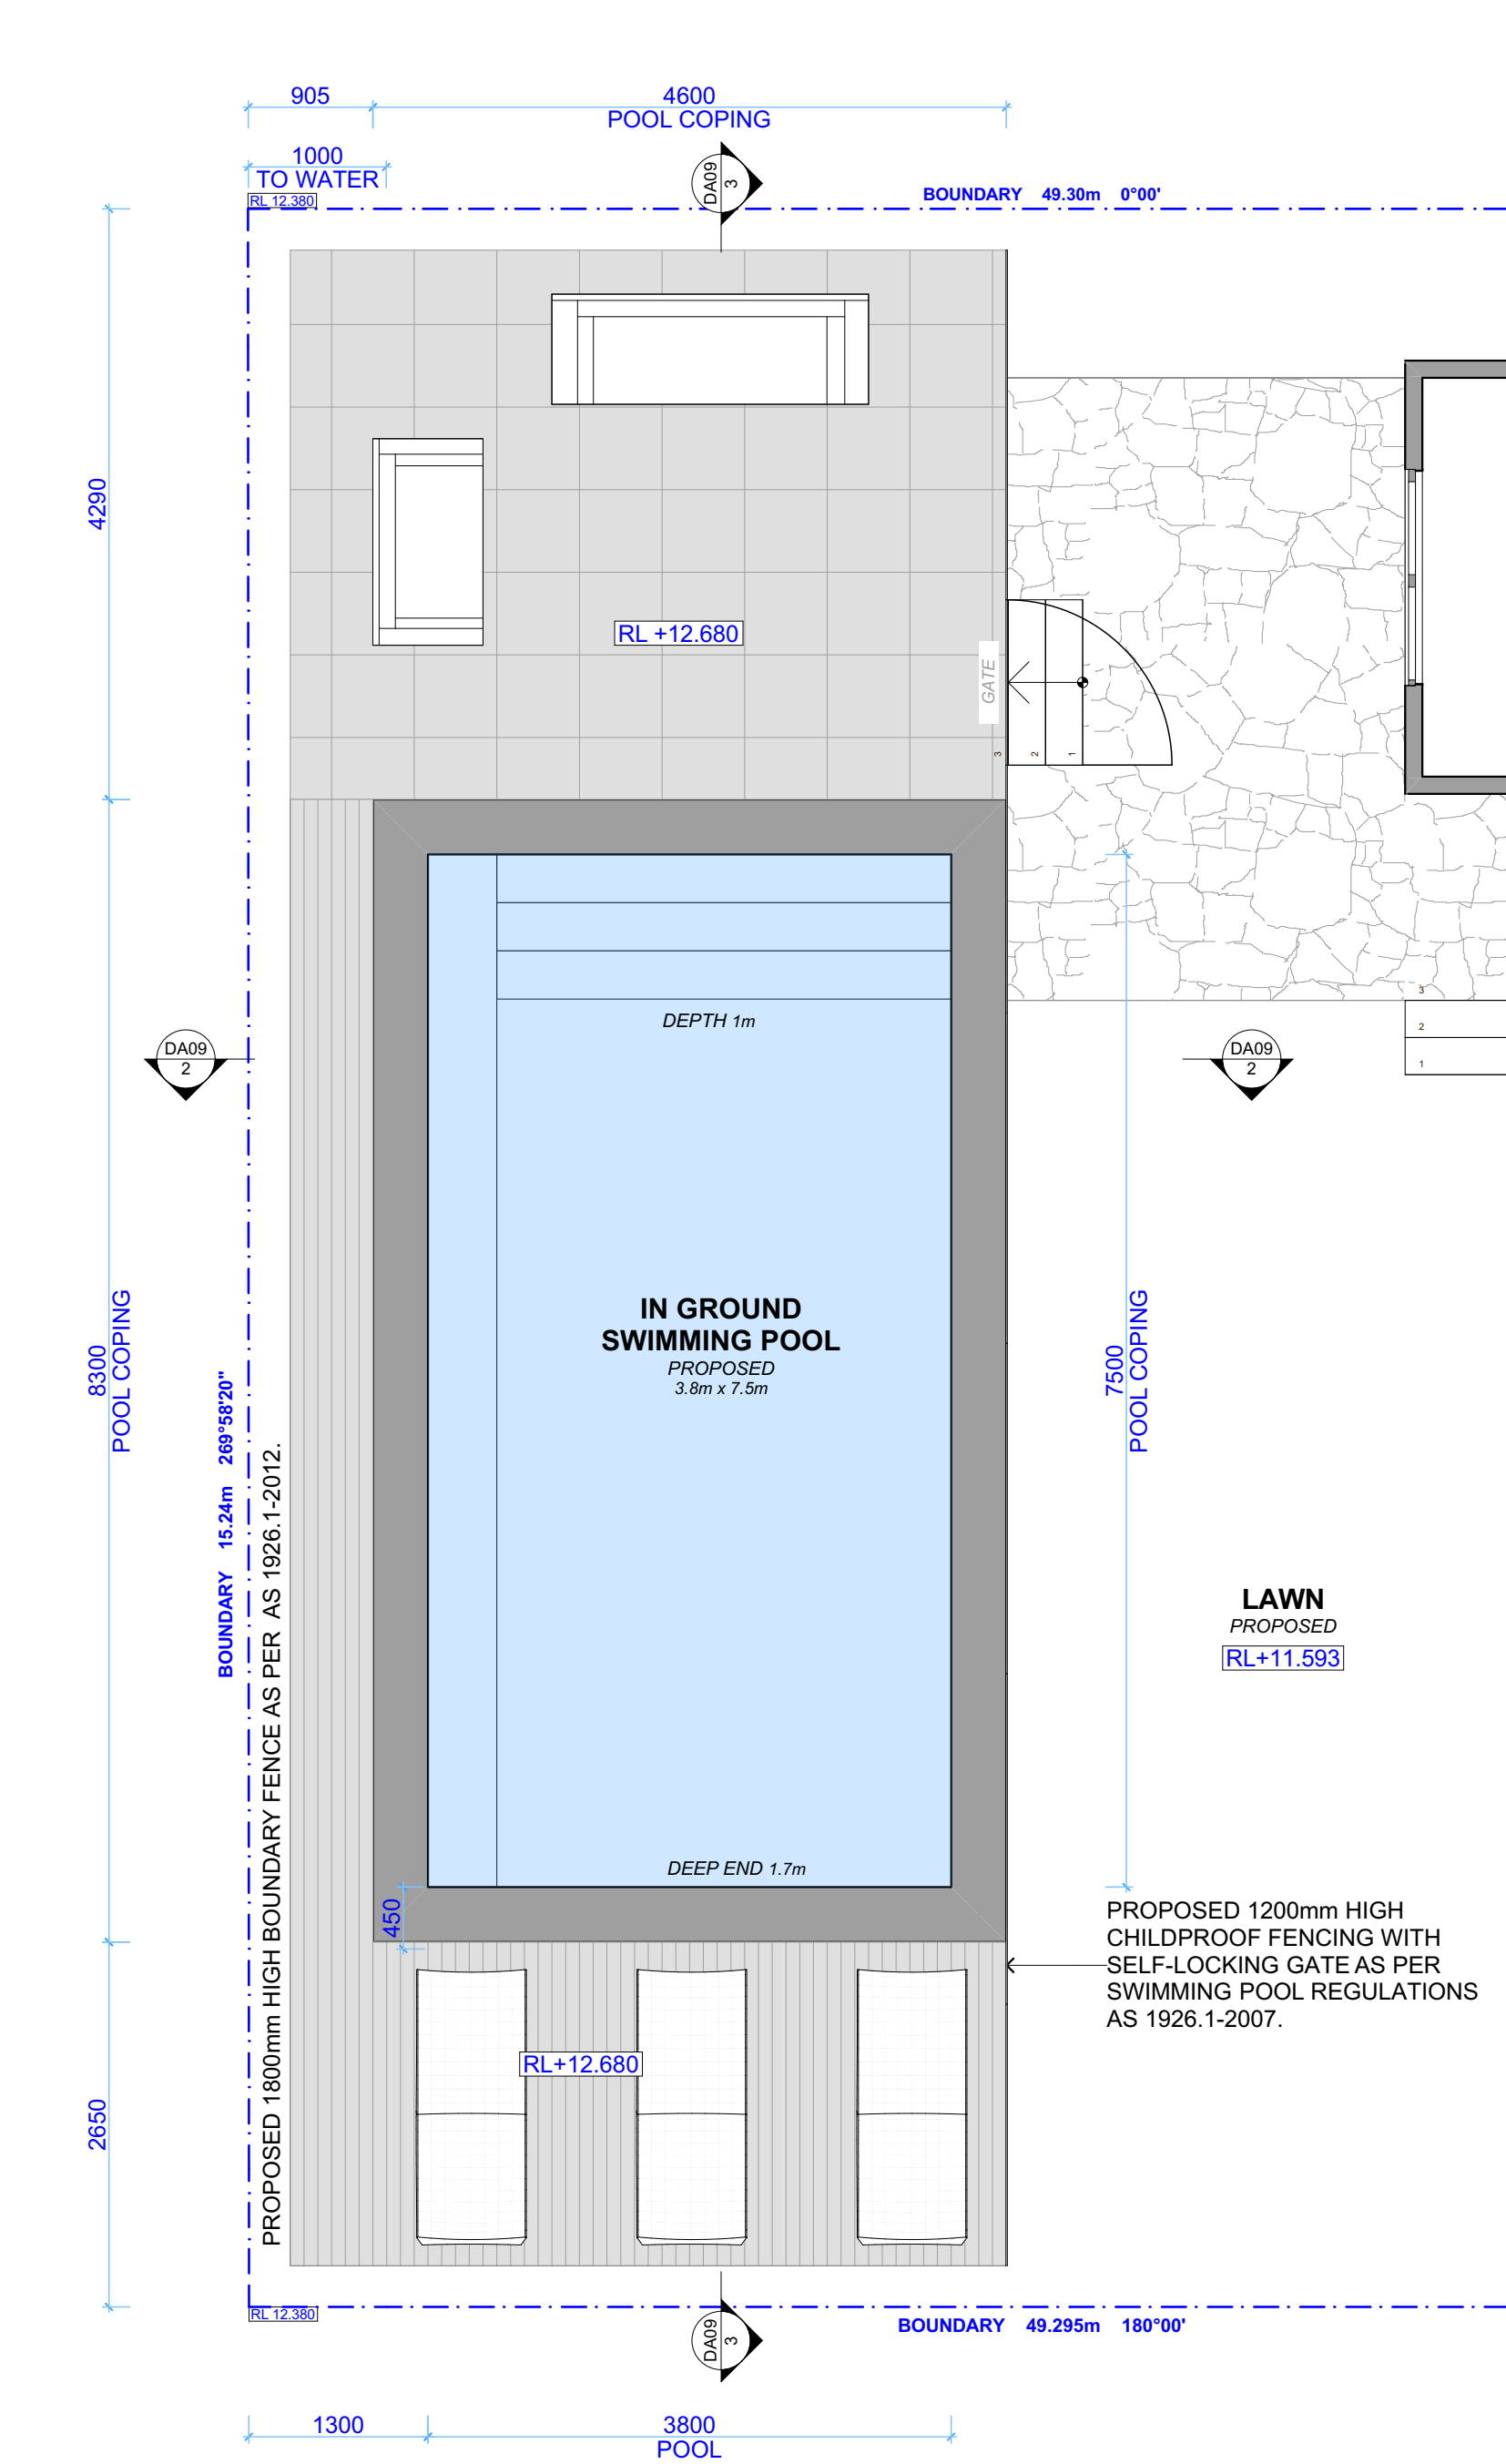 905
4600
POOL COPING
1000
TO WATER
RL 12.380
DA09
3
BOUNDARY 49.30m 0°00'
4290
RL +12.680
GATE
3
2
1
3
2
1
DEPTH 1m
DA09
2
DA09
2
IN GROUND
SWIMMING POOL
PROPOSED
3.8m x 7.5m
8300
POOL COPING
7500
POOL COPING
BOUNDARY 15.24m 269°58'20"
PROPOSED 1800mm HIGH BOUNDARY FENCE AS PER AS 1926.1-2012.
LAWN
PROPOSED
RL+11.593
DEEP END 1.7m
450
PROPOSED 1200mm HIGH
CHILDPROOF FENCING WITH
SELF-LOCKING GATE AS PER
SWIMMING POOL REGULATIONS
AS 1926.1-2007.
RL+12.680
2650
RL 12.380
DA09
3
BOUNDARY 49.295m 180°00'
1300
3800
POOL